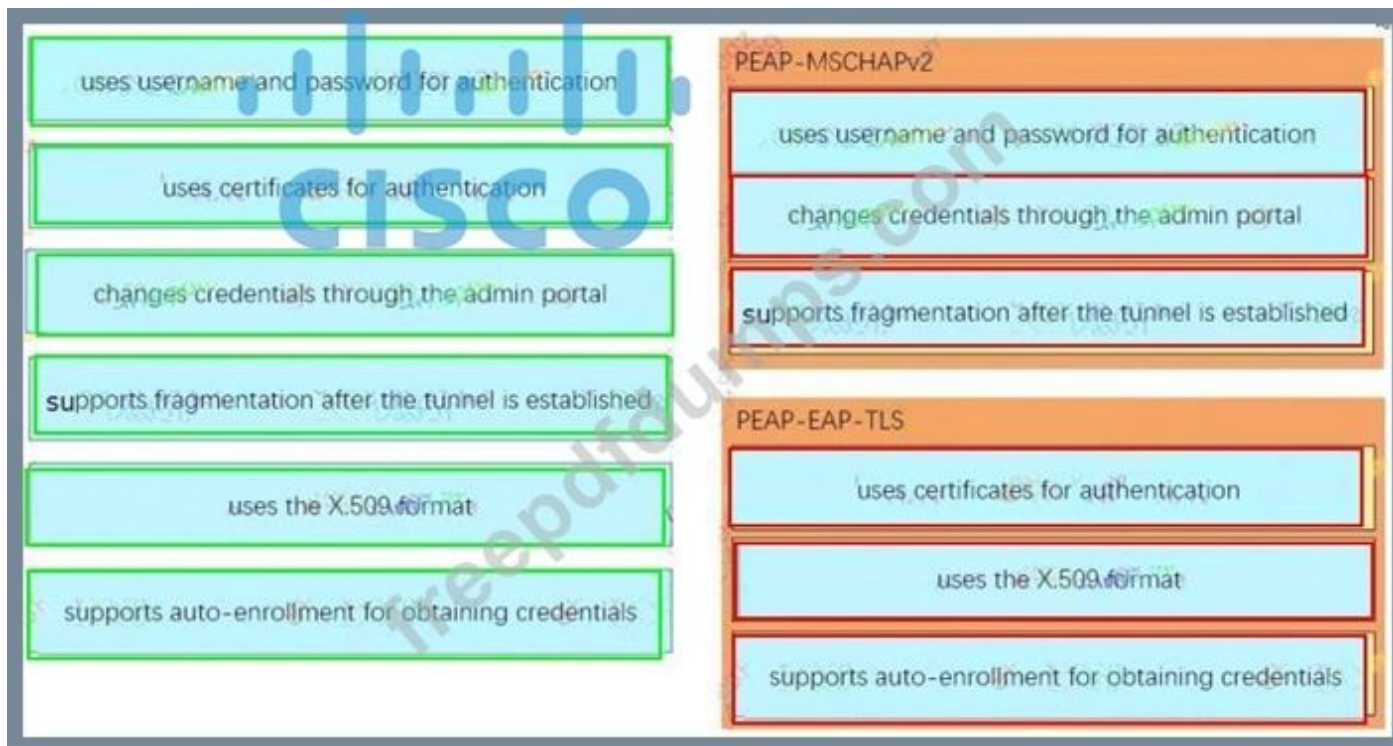 uses username and password for authentication
uses certificates for authentication
changes credentials through the admin portal
supports fragmentation after the tunnel is established
uses the X.509 format
supports auto-enrollment for obtaining credentials
CISCO
PEAP-MSCHAPv2
uses username and password for authentication
changes credentials through the admin portal
supports fragmentation after the tunnel is established
PEAP-EAP-TLS
uses certificates for authentication
uses the X.509 format
supports auto-enrollment for obtaining credentials
freepdfdumps.com